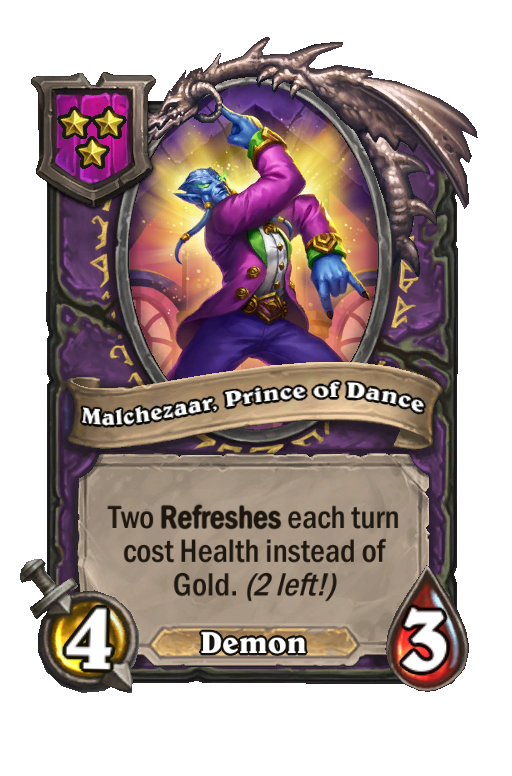 Malchezaar, Prince of Dance
Two Refreshes each turn
cost Health instead of
Gold. (2 left!)
4
Demon
3